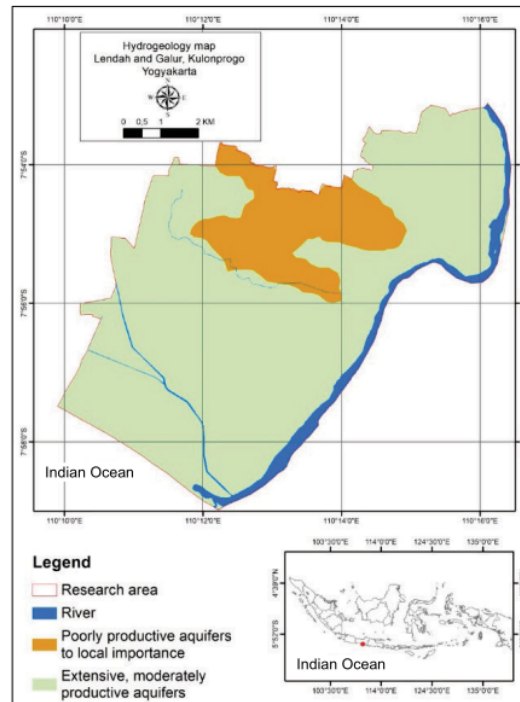 110°10'0"E 110°12'0"E 110°14'0"E 110°16'0"E
Hydrogeology map
Lendah and Galur, Kulonprogo
Yogyakarta
N
W E
S
0 0,5 1 2 KM
7°54'0"S
7°56'0"S
7°58'0"S
Indian Ocean
110°10'0"E 110°12'0"E 110°14'0"E 110°16'0"E
Legend
Research area
River
Poorly productive aquifers
to local importance
Extensive, moderately
productive aquifers
103°30'0"E 114°0'0"E 124°30'0"E 135°0'0"E
4°39'0"N
5°52'0"S
Indian Ocean
103°30'0"E 114°0'0"E 124°30'0"E 135°0'0"E